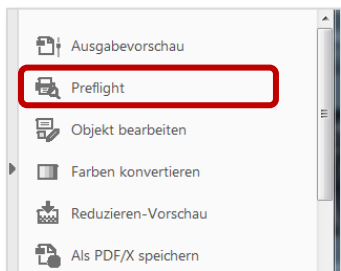 Ausgabevorschau
Preflight
Objekt bearbeiten
Farben konvertieren
Reduzieren-Vorschau
Als PDF/X speichern